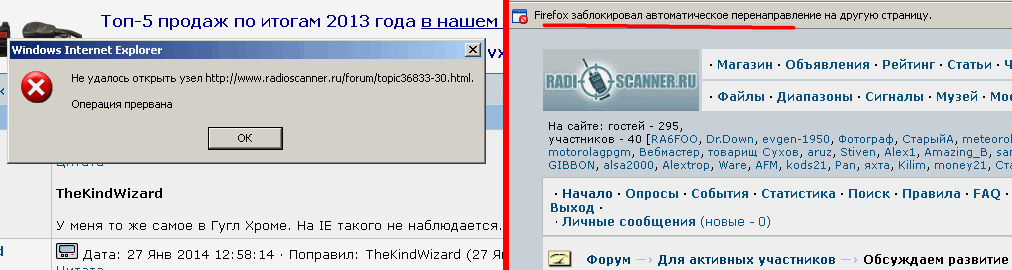 Топ-5 продаж по итогам 2013 года в нашем
Windows Internet Explorer
Не удалось открыть узел http://www.radioscanner.ru/forum/topic36833-30.html.
Операция прервана
OK
Цитата
TheKindWizard
У меня то же самое в Гугл Хроме. На IE такого не наблюдается.
Дата: 27 Янв 2014 12:58:14 · Поправил: TheKindWizard (27 Ян
Цитата
Firefox заблокировал автоматическое перенаправление на другую страницу.
RADIOSCANNER.RU
· Магазин · Объявления · Рейтинг · Статьи · Ч
· Файлы · Диапазоны · Сигналы · Музей · Мос
На сайте: гостей - 295,
участников - 40 [RA6FOO, Dr.Down, evgen-1950, Фотограф, СтарыйА, meteorol
motorolapgpm, Вебмастер, товарищ Сухов, aruz, Stiven, Alex1, Amazing_B, sar
GIBBON, alsa2000, Alextrop, Ware, AFM, kods21, Pan, яхта, Kilim, money21, Ста
· Начало · Опросы · События · Статистика · Поиск · Правила · FAQ ·
Выход ·
· Личные сообщения (новые - 0)
Форум —› Для активных участников —› Обсуждаем развитие